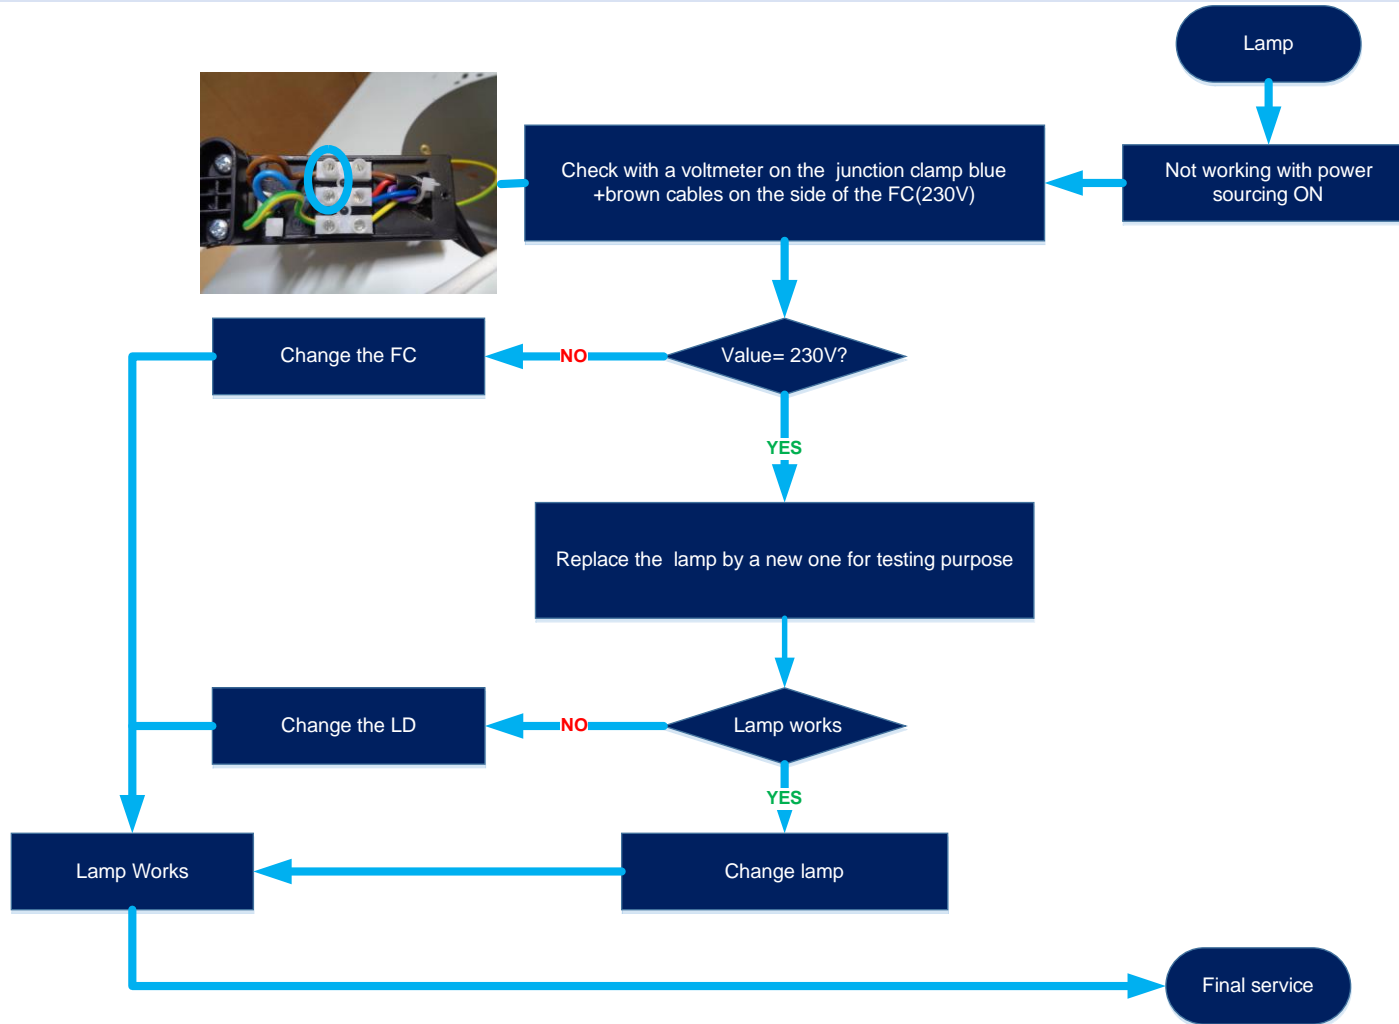 Lamp
Not working with power
sourcing ON
Check with a voltmeter on the junction clamp blue
+brown cables on the side of the FC(230V)
Value= 230V?
NO
Change the FC
YES
Replace the lamp by a new one for testing purpose
Lamp works
NO
Change the LD
YES
Change lamp
Lamp Works
Final service